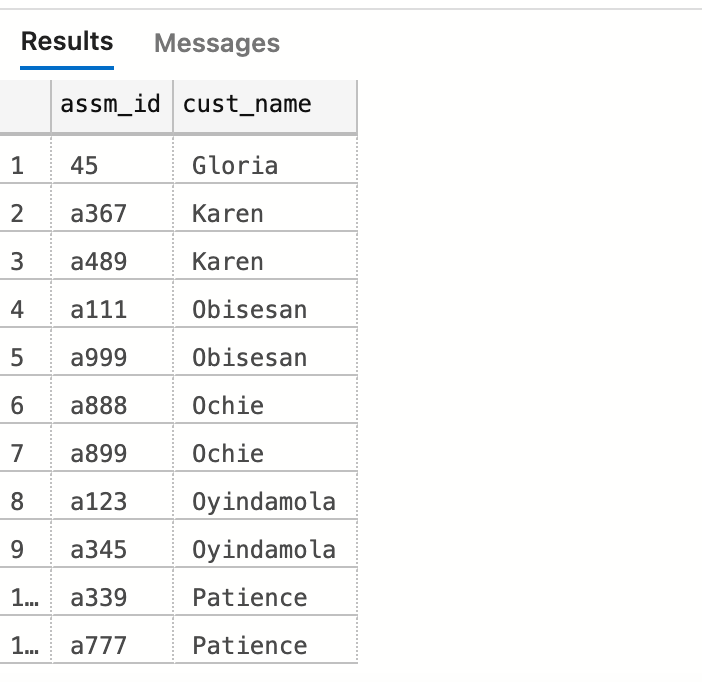 Results Messages
assm_id cust_name
1 45 Gloria
2 a367 Karen
3 a489 Karen
4 a111 Obisesan
5 a999 Obisesan
6 a888 Ochie
7 a899 Ochie
8 a123 Oyindamola
9 a345 Oyindamola
1… a339 Patience
1… a777 Patience